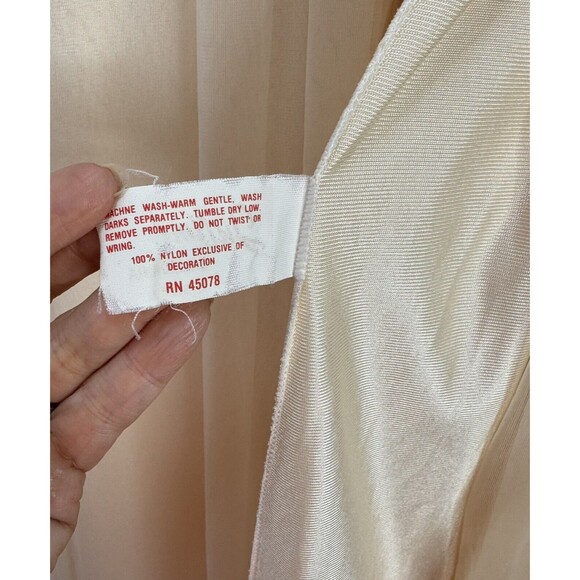 MACHNE WASH-WARM GENTLE, WASH
DARKS SEPARATELY. TUMBLE DRY LOW.
REMOVE PROMPTLY. DO NOT TWIST OR
WRING.
100% NYLON EXCLUSIVE OF
DECORATION
RN 45078